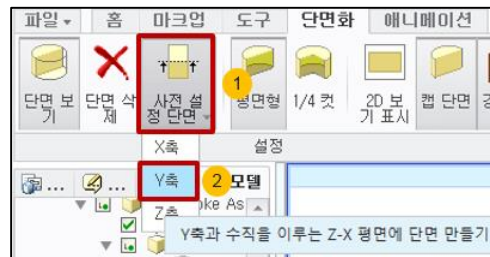 파일 홈 마크업 도구 단면화 애니메이션
단면 보기 단면 삭제 사전 설정 단면 평면형 1/4 컷 2D 보기 표시 캡 단면
1
X축 설정
Y축 2 모델
Z축 ke As
Y축과 수직을 이루는 Z-X 평면에 단면 만들기